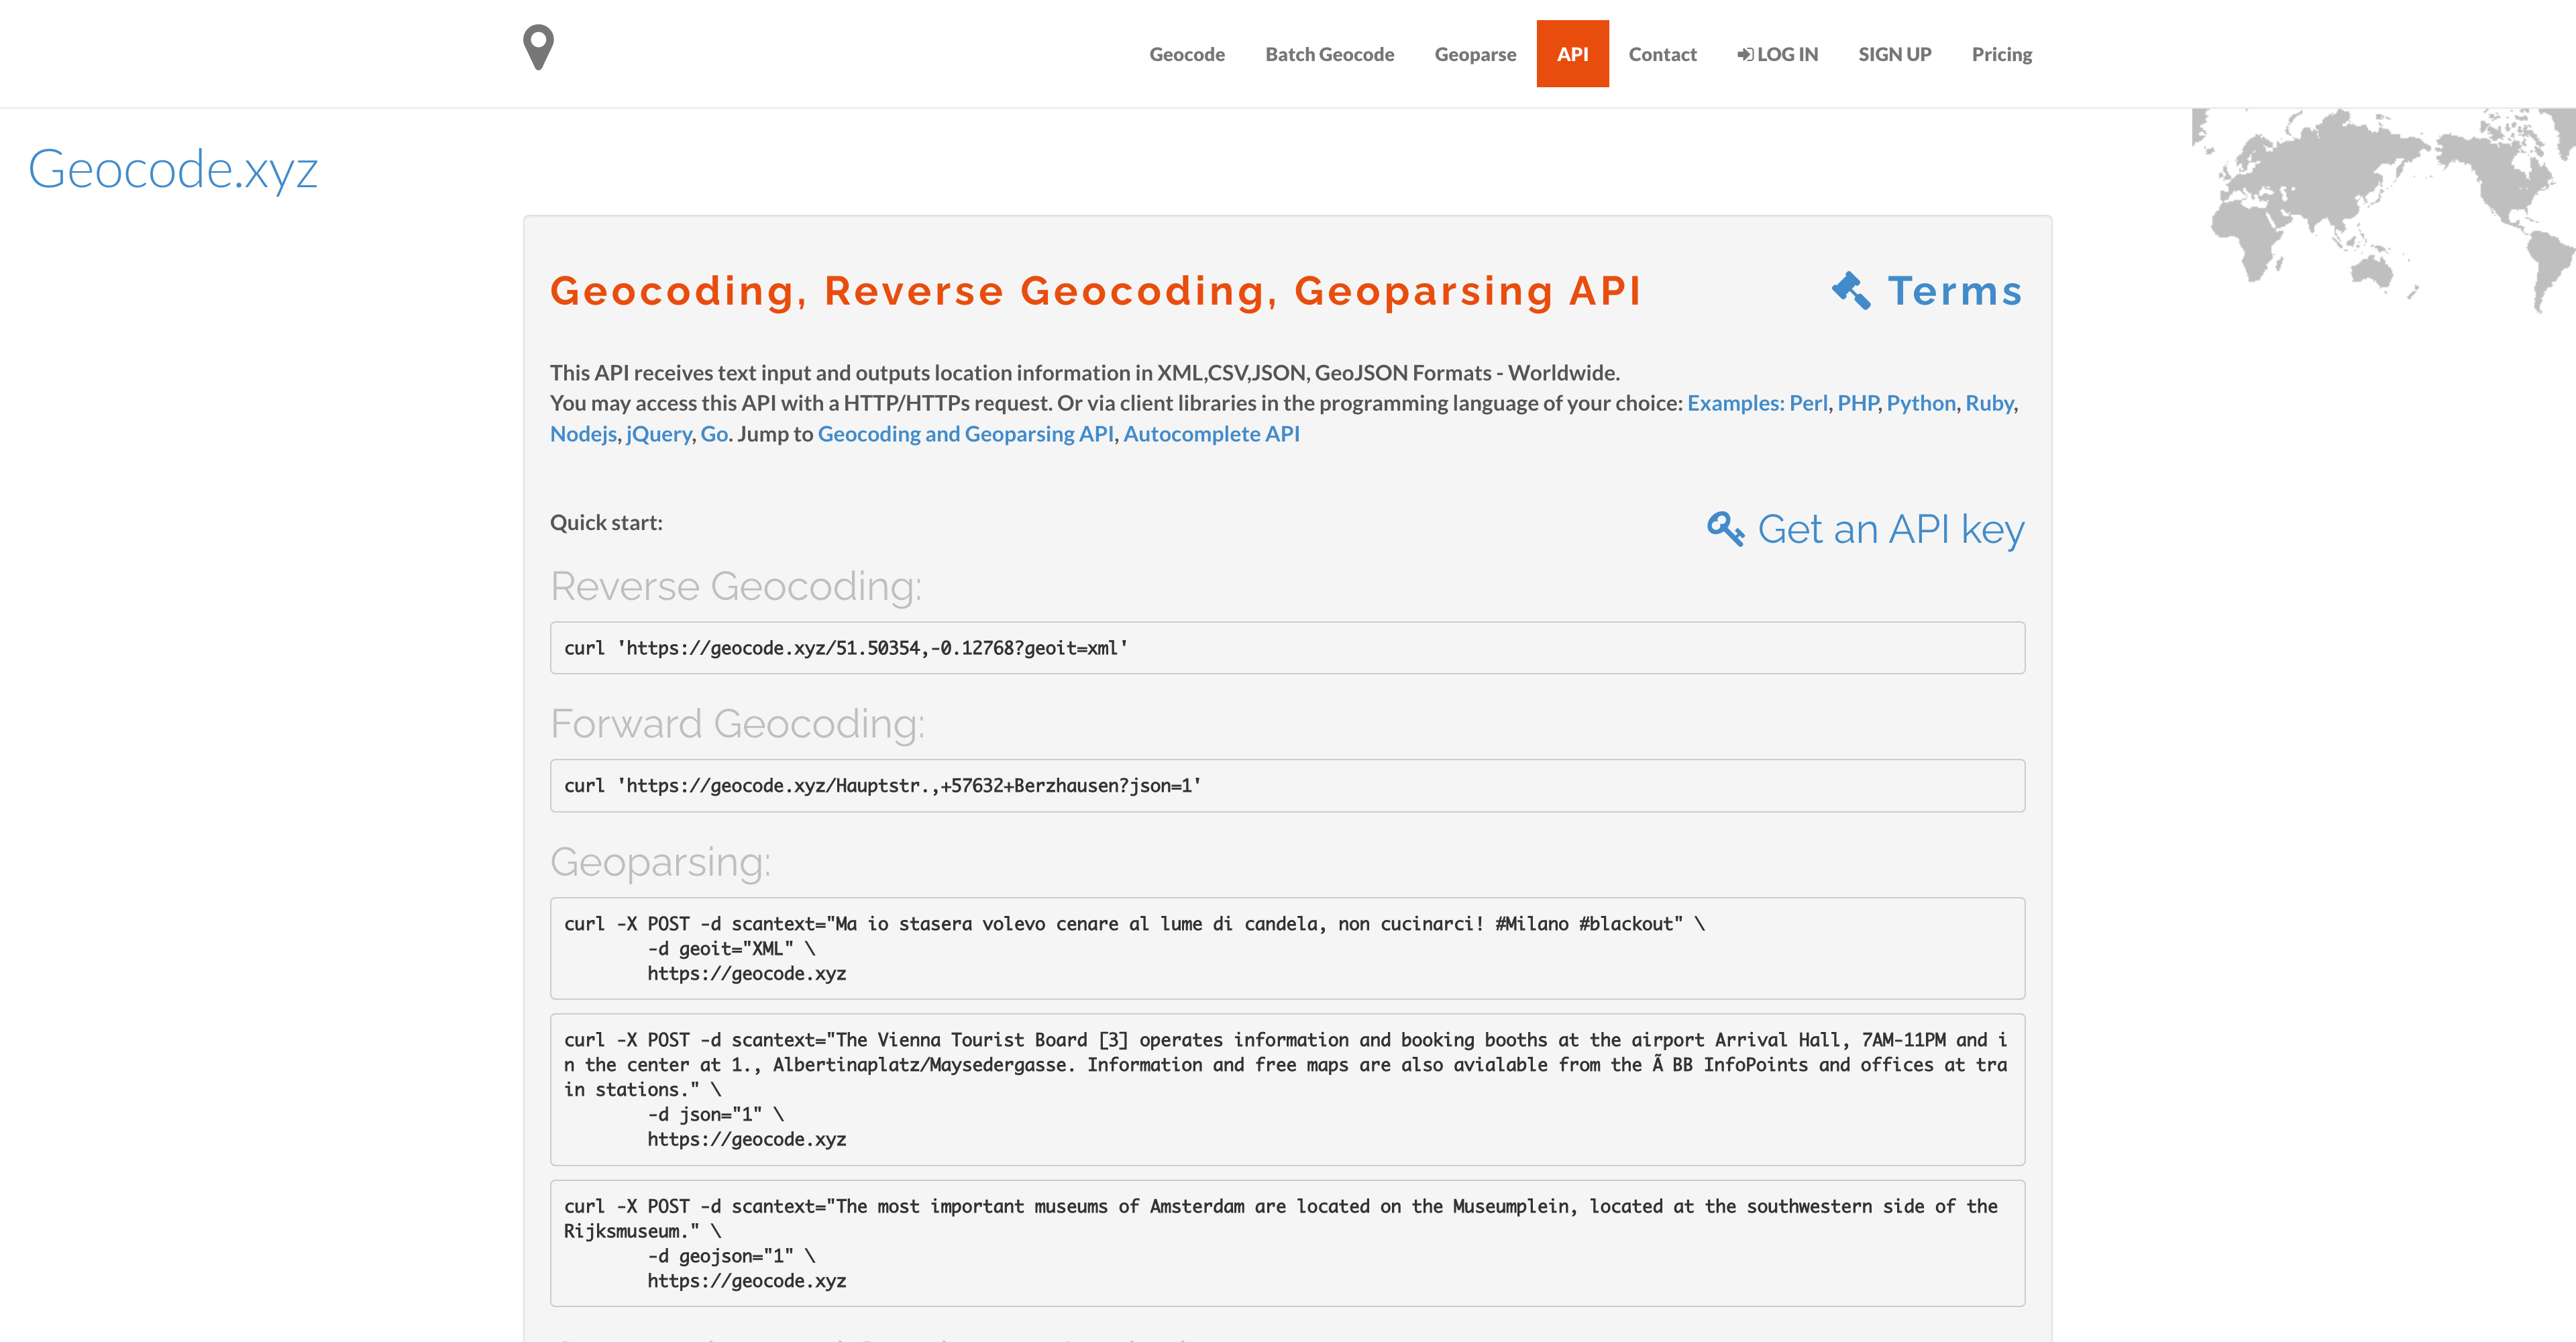 Geocode Batch Geocode Geoparse API Contact LOG IN SIGN UP Pricing
Geocode.xyz
Geocoding, Reverse Geocoding, Geoparsing API
Terms
This API receives text input and outputs location information in XML,CSV,JSON, GeoJSON Formats - Worldwide.
You may access this API with a HTTP/HTTPs request. Or via client libraries in the programming language of your choice: Examples: Perl, PHP, Python, Ruby,
Nodejs, jQuery, Go. Jump to Geocoding and Geoparsing API, Autocomplete API
Quick start:
Get an API key
Reverse Geocoding:
curl 'https://geocode.xyz/51.50354,-0.12768?geoit=xml'
Forward Geocoding:
curl 'https://geocode.xyz/Hauptstr.,+57632+Berzhausen?json=1'
Geoparsing:
curl -X POST -d scantext="Ma io stasera volevo cenare al lume di candela, non cucinarci! #Milano #blackout" \
-d geoit="XML" \
https://geocode.xyz
curl -X POST -d scantext="The Vienna Tourist Board [3] operates information and booking booths at the airport Arrival Hall, 7AM-11PM and i
n the center at 1., Albertinaplatz/Maysedergasse. Information and free maps are also avialable from the Ã BB InfoPoints and offices at tra
in stations." \
-d json="1" \
https://geocode.xyz
curl -X POST -d scantext="The most important museums of Amsterdam are located on the Museumplein, located at the southwestern side of the
Rijksmuseum." \
-d geojson="1" \
https://geocode.xyz